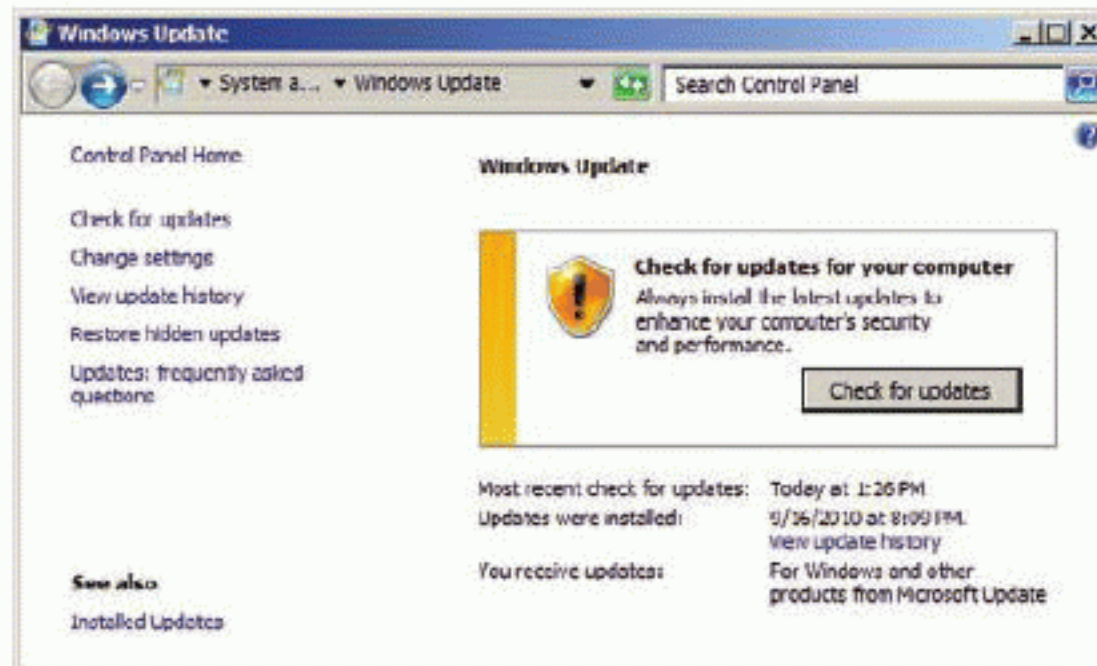 Windows Update
System a... Windows Update Search Control Panel
Control Panel Home
Check for updates
Change settings
View update history
Restore hidden updates
Updates: frequently asked
questions
See also
Installed Updates
Windows Update
Check for updates for your computer
Always install the latest updates to
enhance your computer's security
and performance.
Check for updates
Most recent check for updates: Today at 1:26 PM
Updates were installed: 9/16/2010 at 8:09 PM.
View update history
You receive updates: For Windows and other
products from Microsoft Update